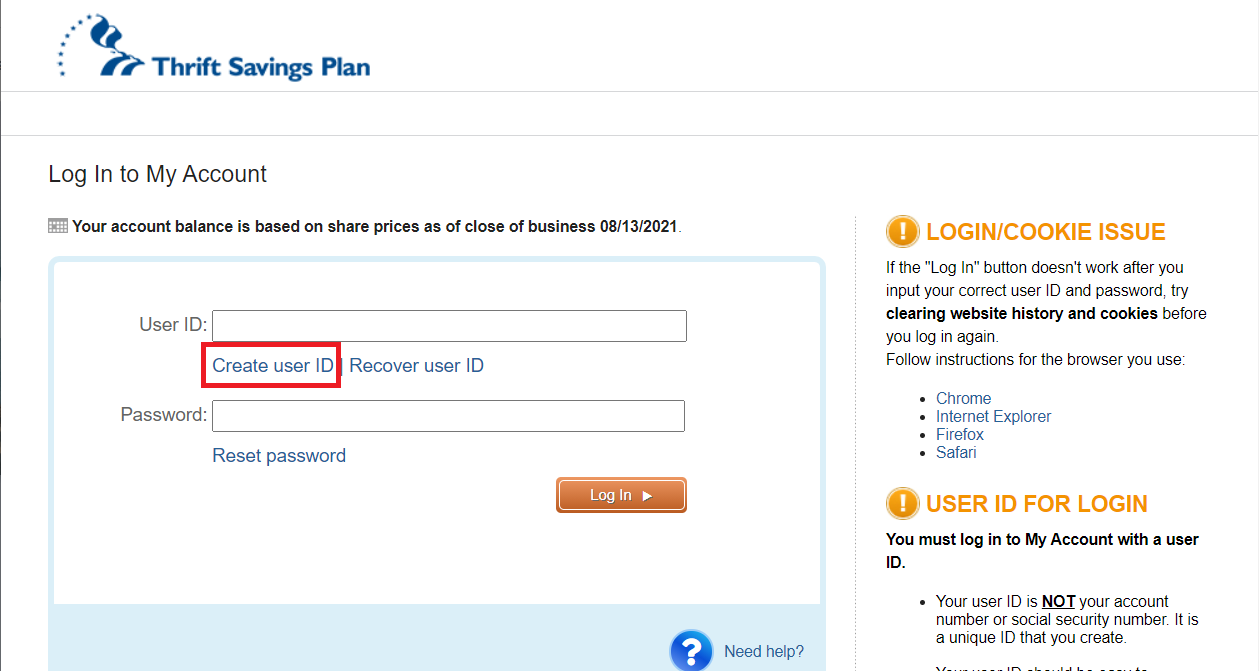 Thrift Savings Plan
Log In to My Account
Your account balance is based on share prices as of close of business 08/13/2021.
User ID:
Create user ID | Recover user ID
Password:
Reset password
Log In
Need help?
! LOGIN/COOKIE ISSUE
If the "Log In" button doesn't work after you
input your correct user ID and password, try
clearing website history and cookies before
you log in again.
Follow instructions for the browser you use:
• Chrome
• Internet Explorer
• Firefox
• Safari
! USER ID FOR LOGIN
You must log in to My Account with a user
ID.
• Your user ID is NOT your account
number or social security number. It is
a unique ID that you create.